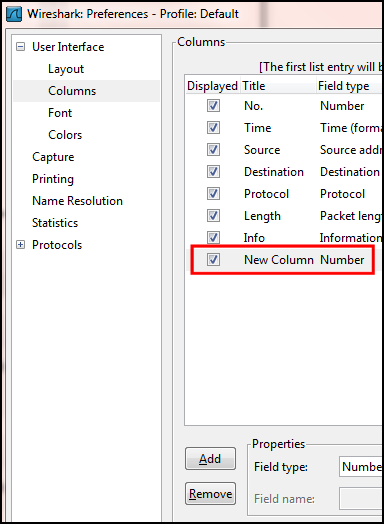 Wireshark: Preferences - Profile: Default
User Interface
Layout
Columns
Font
Colors
Capture
Printing
Name Resolution
Statistics
Protocols
Columns
[The first list entry will b
Displayed Title Field type
No. Number
Time Time (forma
Source Source addr
Destination Destination
Protocol Protocol
Length Packet leng
Info Information
New Column Number
Add
Remove
Properties
Field type: Numbe
Field name: